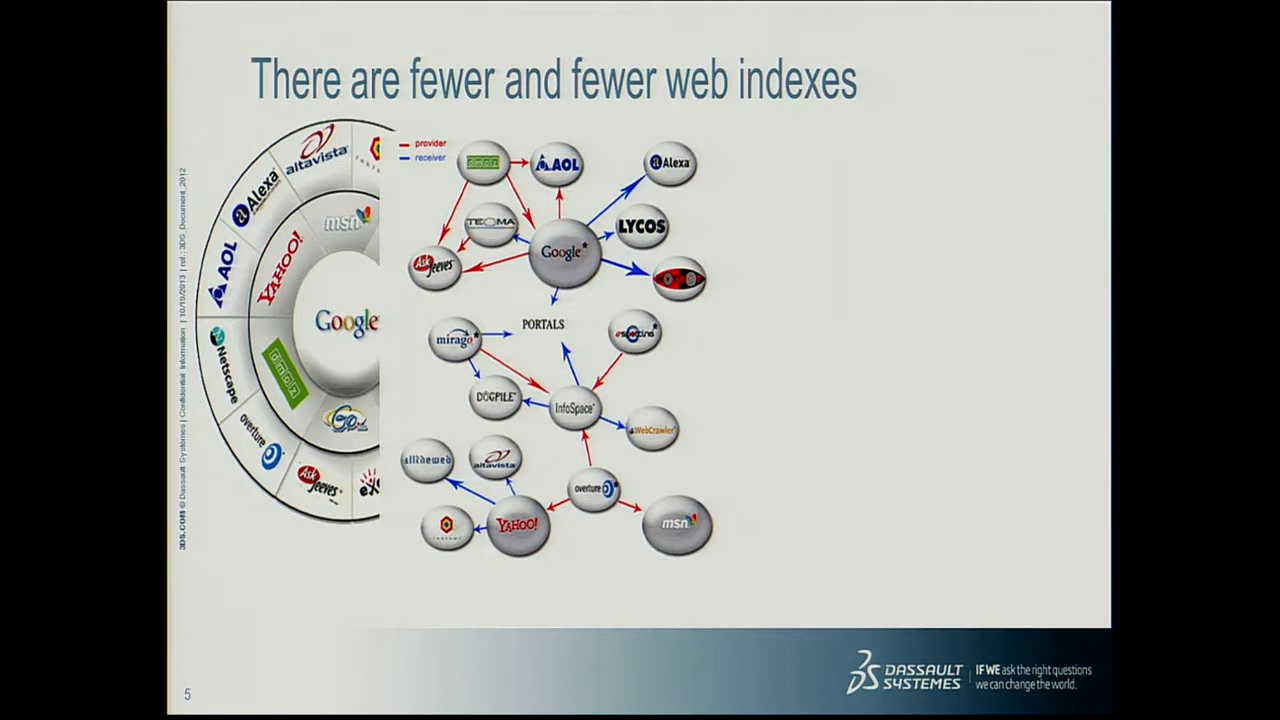 There are fewer and fewer web indexes
altavista
Alexa
msn
AOL
YAHOO!
Google
Netscape
dmoz
overture
Go
Ask Jeeves
provider
receiver
dmoz
AOL
Alexa
TEOMA
Google*
LYCOS
Ask Jeeves
PORTALS
mirago*
espotting*
DOGPILE*
InfoSpace*
WebCrawler
alltheweb
altavista
overture*
YAHOO!
msn
3DS.COM © Dassault Systèmes | Confidential Information | 10/19/2013 | ref.: 3DS_Document_2012
5
DASSAULT SYSTEMES
IF WE ask the right questions
we can change the world.